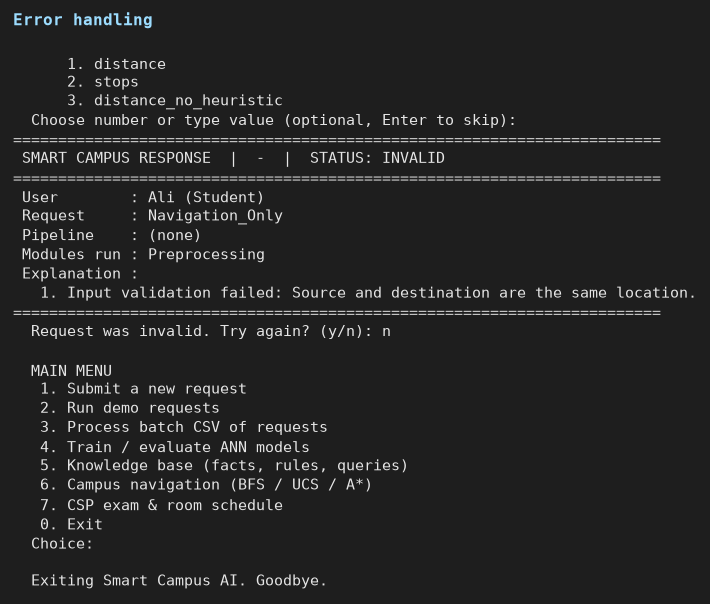 Error handling
1. distance
2. stops
3. distance_no_heuristic
Choose number or type value (optional, Enter to skip):
========================================================================
SMART CAMPUS RESPONSE  |  -  |  STATUS: INVALID
========================================================================
User        : Ali (Student)
Request     : Navigation_Only
Pipeline    : (none)
Modules run : Preprocessing
Explanation :
1. Input validation failed: Source and destination are the same location.
========================================================================
Request was invalid. Try again? (y/n): n
MAIN MENU
1. Submit a new request
2. Run demo requests
3. Process batch CSV of requests
4. Train / evaluate ANN models
5. Knowledge base (facts, rules, queries)
6. Campus navigation (BFS / UCS / A*)
7. CSP exam & room schedule
0. Exit
Choice:
Exiting Smart Campus AI. Goodbye.